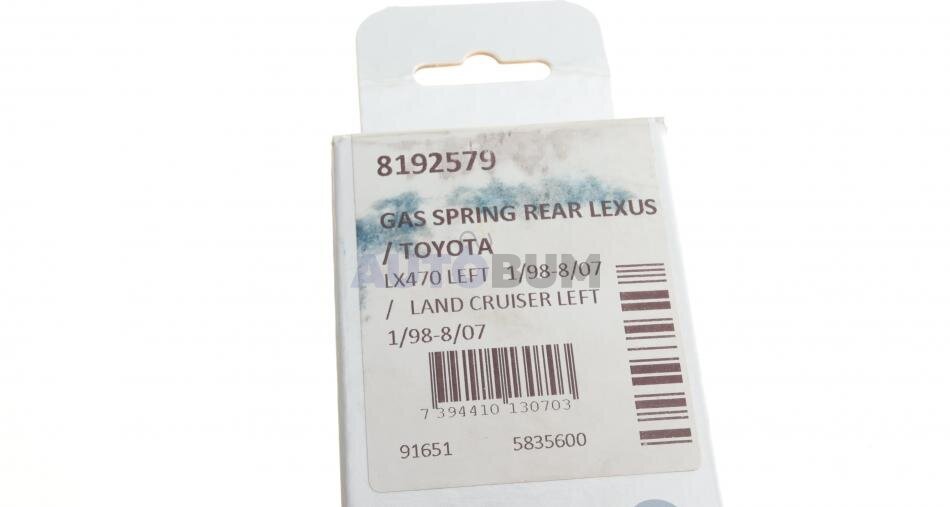 8192579
GAS SPRING REAR LEXUS
/ TOYOTA
AUTOBUM
LX470 LEFT 1/98-8/07
/ LAND CRUISER LEFT
1/98-8/07
7 394410 130703
91651 5835600